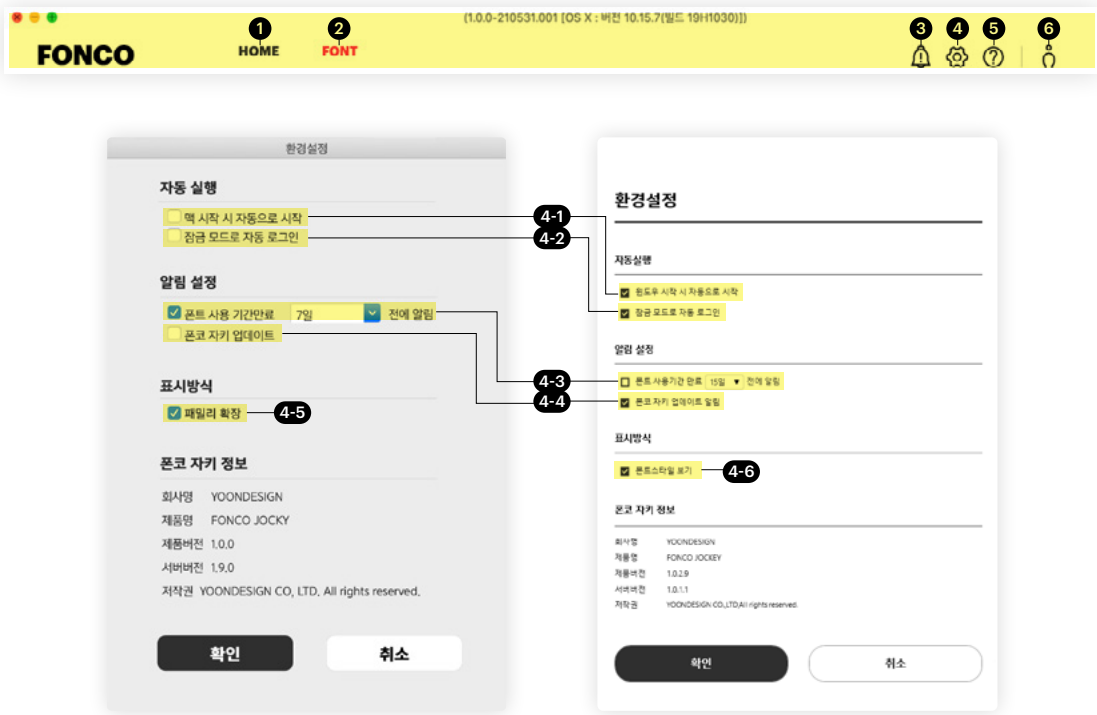 (1.0.0-210531.001 [OS X : 버전 10.15.7(빌드 19H1030)])
1 2 3 4 5 6
FONCO HOME FONT
환경설정
자동 실행
맥 시작 시 자동으로 시작
잠금 모드로 자동 로그인
알림 설정
폰트 사용 기간만료 7일 전에 알림
폰코 자키 업데이트
표시방식
패밀리 확장 4-5
폰코 자키 정보
회사명 YOONDESIGN
제품명 FONCO JOCKY
제품버전 1.0.0
서버버전 1.9.0
저작권 YOONDESIGN CO, LTD. All rights reserved.
확인 취소
4-1
4-2
4-3
4-4
환경설정
자동실행
윈도우 시작 시 자동으로 시작
잠금 모드로 자동 로그인
알림 설정
폰트 사용기간 만료 15일 ▼ 전에 알림
폰코 자키 업데이트 알림
표시방식
폰트스타일 보기 4-6
폰코 자키 정보
회사명 YOONDESIGN
제품명 FONCO JOCKEY
제품버전 1.0.2.9
서버버전 1.0.1.1
저작권 YOONDESIGN CO.,LTD,All rights reserved.
확인 취소